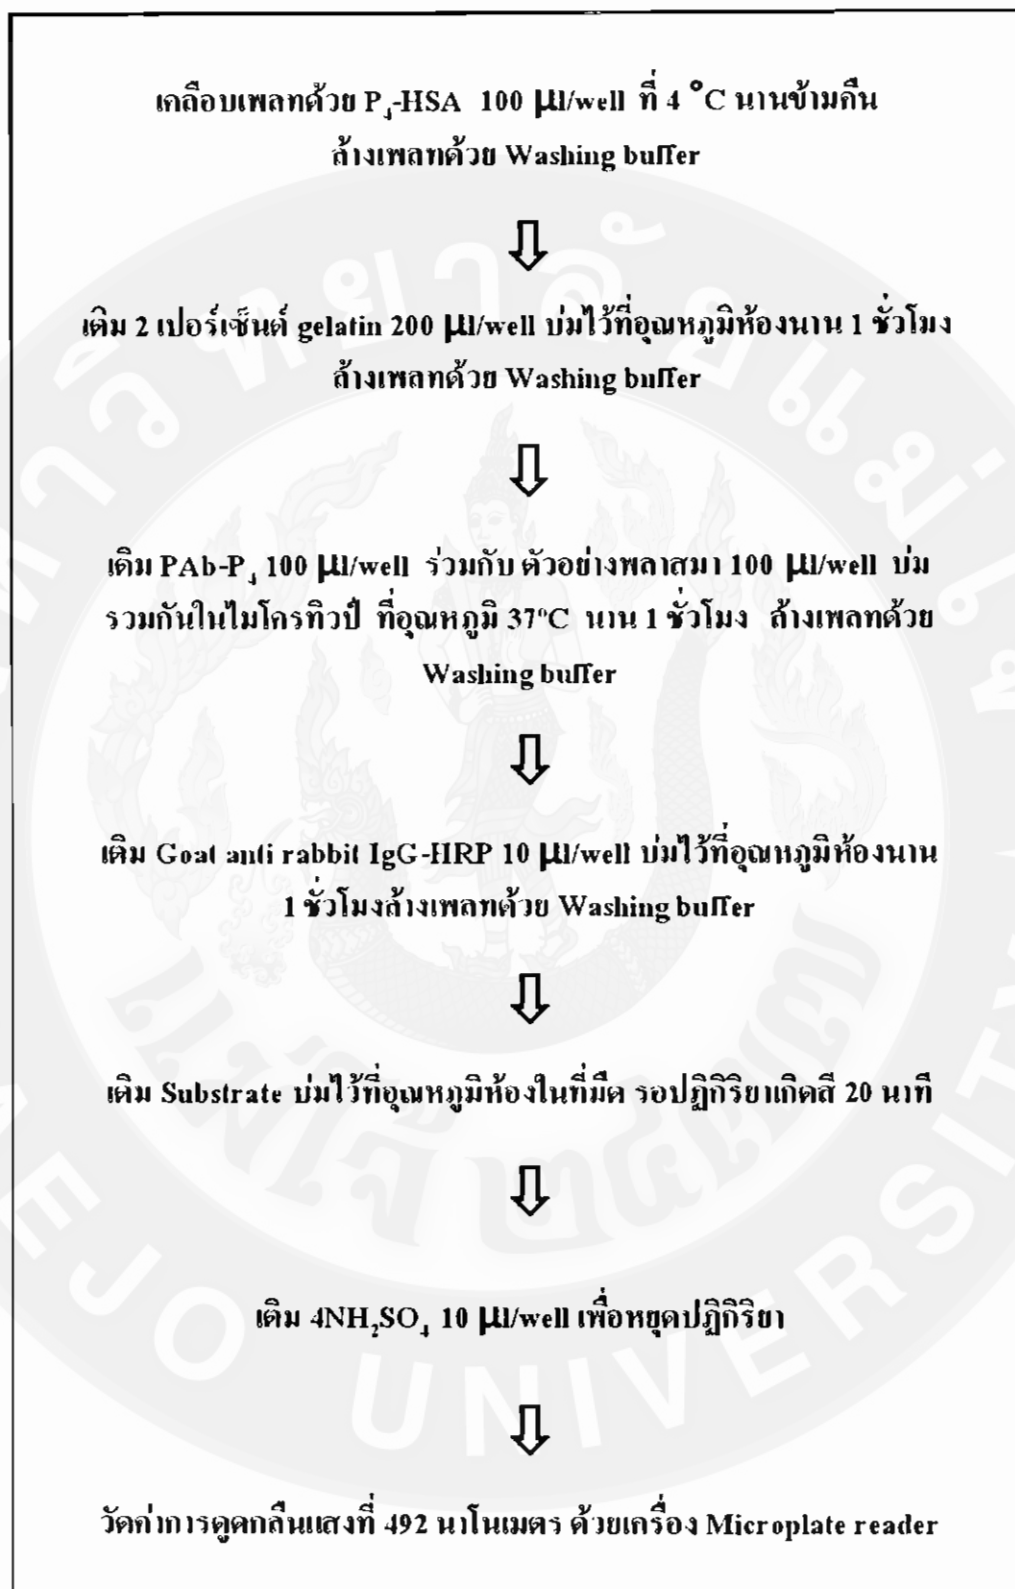 เคลือบเพลทด้วย P₄-HSA 100 µl/well ที่ 4 °C นานข้ามคืน
ล้างเพลทด้วย Washing buffer
เติม 2 เปอร์เซ็นต์ gelatin 200 µl/well บ่มไว้ที่อุณหภูมิห้องนาน 1 ชั่วโมง
ล้างเพลทด้วย Washing buffer
เติม PAb-P₄ 100 µl/well ร่วมกับ ตัวอย่างพลาสมา 100 µl/well บ่ม
รวมกันในไมโครทิวป์ ที่อุณหภูมิ 37°C นาน 1 ชั่วโมง ล้างเพลทด้วย
Washing buffer
เติม Goat anti rabbit IgG-HRP 10 µl/well บ่มไว้ที่อุณหภูมิห้องนาน
1 ชั่วโมงล้างเพลทด้วย Washing buffer
เติม Substrate บ่มไว้ที่อุณหภูมิห้องในที่มืด รอปฏิกิริยาเกิดสี 20 นาที
เติม 4NH₂SO₄ 10 µl/well เพื่อหยุดปฏิกิริยา
วัดค่าการดูดกลืนแสงที่ 492 นาโนเมตร ด้วยเครื่อง Microplate reader
แม่โจ้ ๒๔๗๗